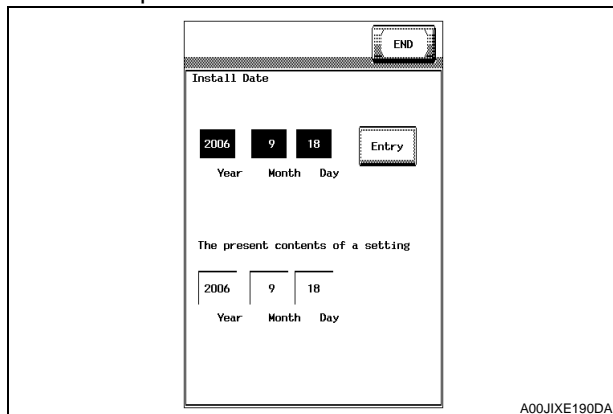 END
Install Date
2006 9 18 Entry
Year Month Day
The present contents of a setting
2006 9 18
Year Month Day
A00JIXE190DA